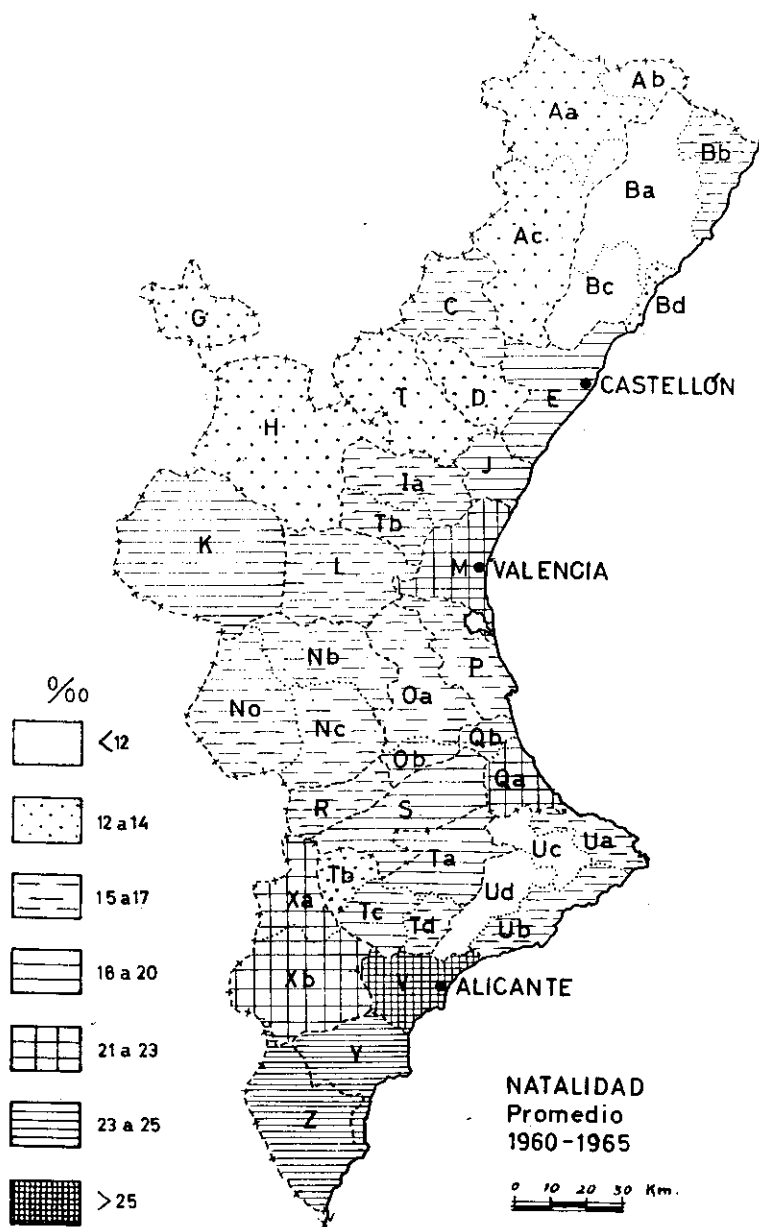 Ab
Aa
Bb
Ba
Ac
Bc
Bd
C
G
T
D
E
CASTELLÓN
H
J
Ia
Tb
K
L
M
VALENCIA
Nb
P
Oa
No
Nc
Qb
Ob
Qa
R
S
Ua
Uc
Ta
Tb
Ud
Xa
Tc
Td
Ub
Xb
V
ALICANTE
Y
Z
‰
<12
12 a 14
15 a 17
18 a 20
21 a 23
23 a 25
>25
NATALIDAD
Promedio
1960-1965
0 10 20 30 Km.